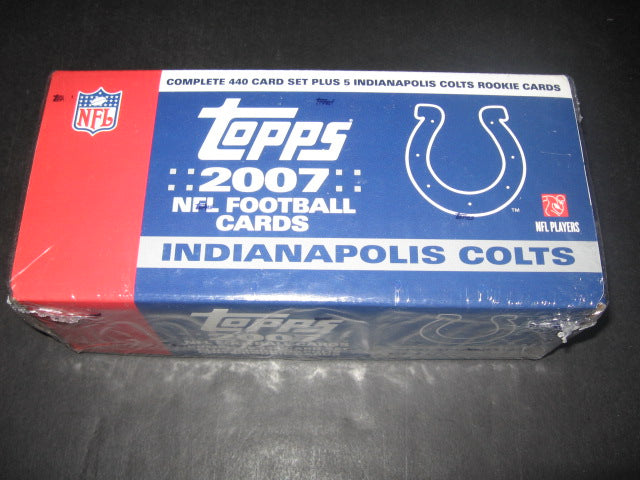 COMPLETE 440 CARD SET PLUS 5 INDIANAPOLIS COLTS ROOKIE CARDS
NFL
Topps
2007
NFL FOOTBALL
CARDS
TM
NFL PLAYERS
INDIANAPOLIS COLTS
Topps